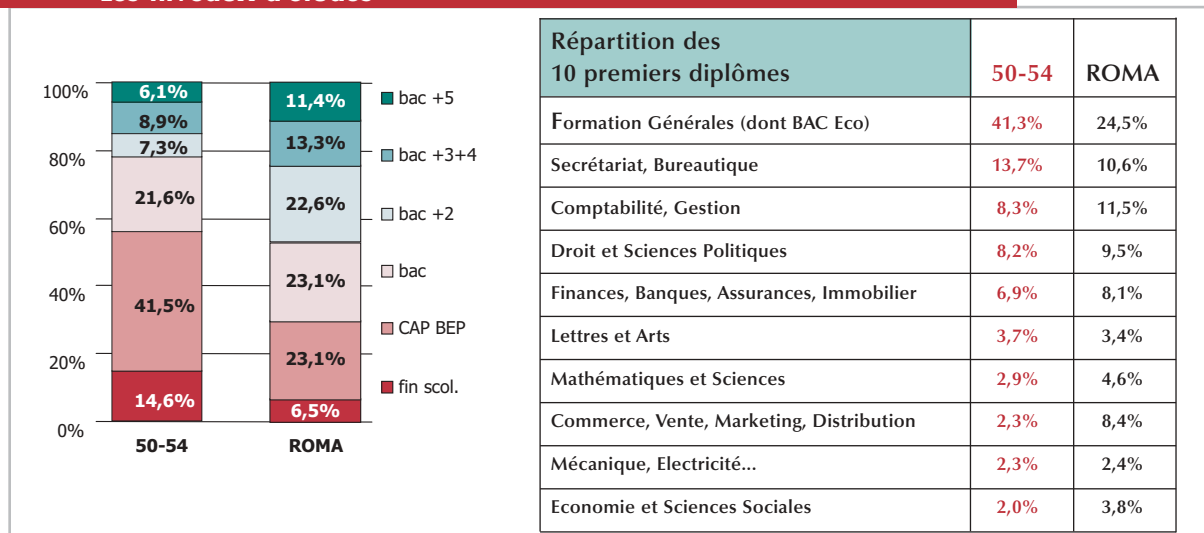 100%
80%
60%
40%
20%
0%
6,1%
8,9%
7,3%
21,6%
41,5%
14,6%
50-54
11,4%
13,3%
22,6%
23,1%
23,1%
6,5%
ROMA
bac +5
bac +3+4
bac +2
bac
CAP BEP
fin scol.
Répartition des
10 premiers diplômes 50-54 ROMA
Formation Générales (dont BAC Eco) 41,3% 24,5%
Secrétariat, Bureautique 13,7% 10,6%
Comptabilité, Gestion 8,3% 11,5%
Droit et Sciences Politiques 8,2% 9,5%
Finances, Banques, Assurances, Immobilier 6,9% 8,1%
Lettres et Arts 3,7% 3,4%
Mathématiques et Sciences 2,9% 4,6%
Commerce, Vente, Marketing, Distribution 2,3% 8,4%
Mécanique, Electricité... 2,3% 2,4%
Economie et Sciences Sociales 2,0% 3,8%